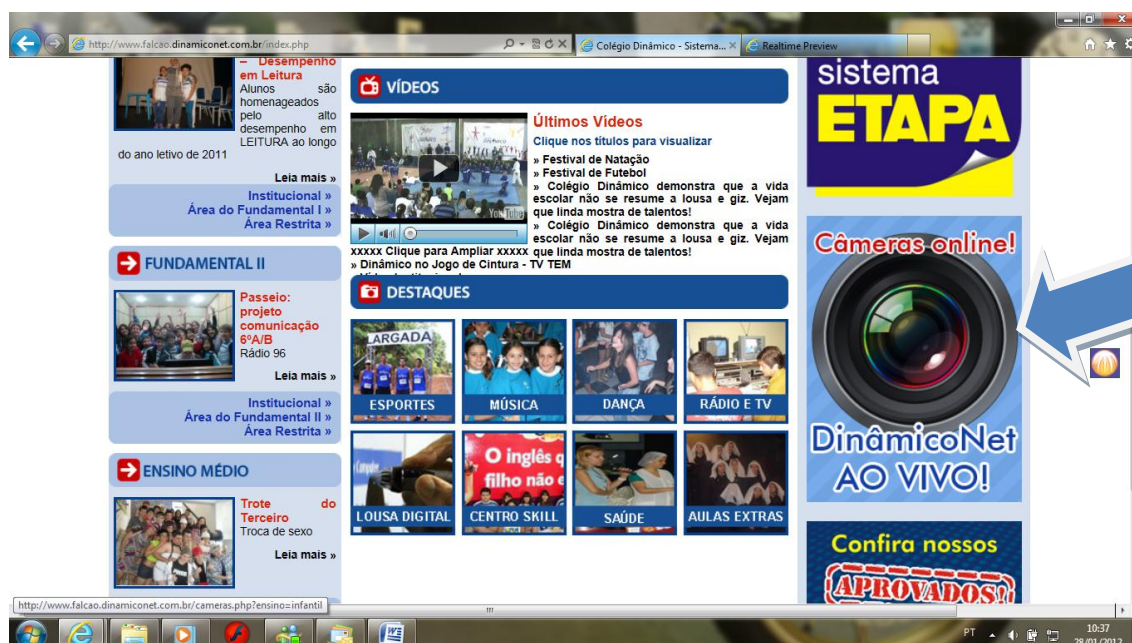 http://www.falcao.dinamiconet.com.br/index.php
Colégio Dinâmico - Sistema...
Realtime Preview
– Desempenho
em Leitura
Alunos são
homenageados
pelo alto
desempenho em
LEITURA ao longo
do ano letivo de 2011
Leia mais »
Institucional »
Área do Fundamental I »
Área Restrita »
FUNDAMENTAL II
Passeio:
projeto
comunicação
6ºA/B
Rádio 96
Leia mais »
Institucional »
Área do Fundamental II »
Área Restrita »
ENSINO MÉDIO
Trote do
Terceiro
Troca de sexo
Leia mais »
VÍDEOS
YouTube
Últimos Vídeos
Clique nos títulos para visualizar
» Festival de Natação
» Festival de Futebol
» Colégio Dinâmico demonstra que a vida
escolar não se resume a lousa e giz. Vejam
que linda mostra de talentos!
» Colégio Dinâmico demonstra que a vida
escolar não se resume a lousa e giz. Vejam
xxxxx Clique para Ampliar xxxxx que linda mostra de talentos!
» Dinâmico no Jogo de Cintura - TV TEM
DESTAQUES
LARGADA
ESPORTES
MÚSICA
DANÇA
RÁDIO E TV
LOUSA DIGITAL
O inglês q
filho não e
CENTRO SKILL
SAÚDE
AULAS EXTRAS
sistema
ETAPA
Câmeras online!
DinâmicoNet
AO VIVO!
Confira nossos
APROVADOS!
http://www.falcao.dinamiconet.com.br/cameras.php?ensino=infantil
PT
10:37
28/01/2012